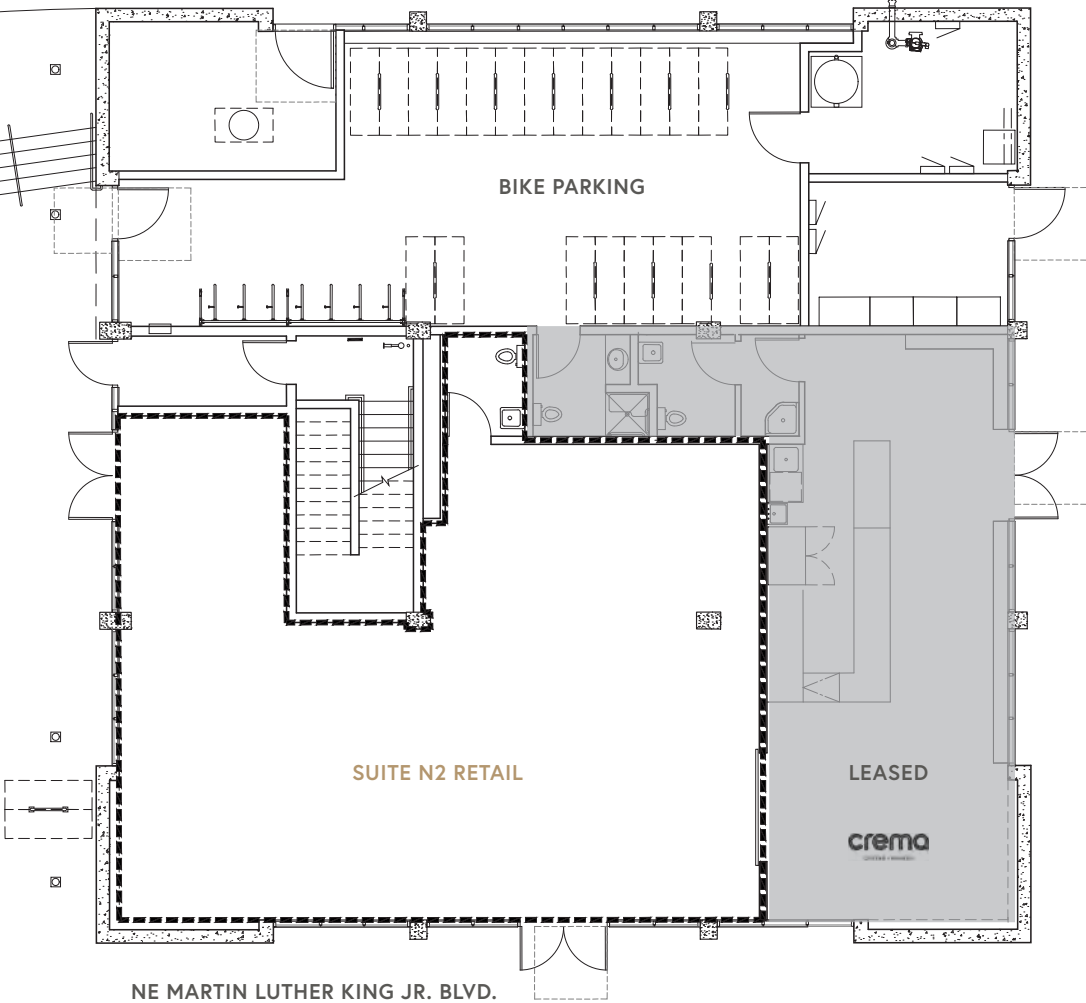 BIKE PARKING
SUITE N2 RETAIL
LEASED
crema
NE MARTIN LUTHER KING JR. BLVD.